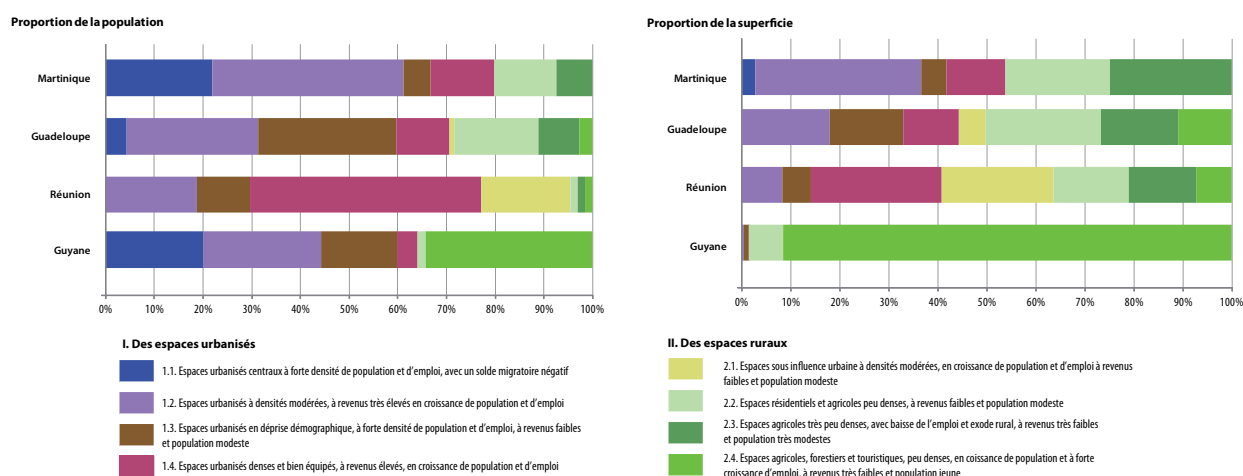 Proportion de la population
Martinique
Guadeloupe
Réunion
Guyane
0% 10% 20% 30% 40% 50% 60% 70% 80% 90% 100%
Proportion de la superficie
Martinique
Guadeloupe
Réunion
Guyane
0% 10% 20% 30% 40% 50% 60% 70% 80% 90% 100%
I. Des espaces urbanisés
1.1. Espaces urbanisés centraux à forte densité de population et d'emploi, avec un solde migratoire négatif
1.2. Espaces urbanisés à densités modérées, à revenus très élevés en croissance de population et d'emploi
1.3. Espaces urbanisés en déprise démographique, à forte densité de population et d'emploi, à revenus faibles
et population modeste
1.4. Espaces urbanisés denses et bien équipés, à revenus élevés, en croissance de population et d'emploi
II. Des espaces ruraux
2.1. Espaces sous influence urbaine à densités modérées, en croissance de population et d'emploi à revenus
faibles et population modeste
2.2. Espaces résidentiels et agricoles peu denses, à revenus faibles et population modeste
2.3. Espaces agricoles très peu denses, avec baisse de l'emploi et exode rural, à revenus très faibles
et population très modestes
2.4. Espaces agricoles, forestiers et touristiques, peu denses, en coissance de population et à forte
croissance d'emploi, à revenus très faibles et population jeune